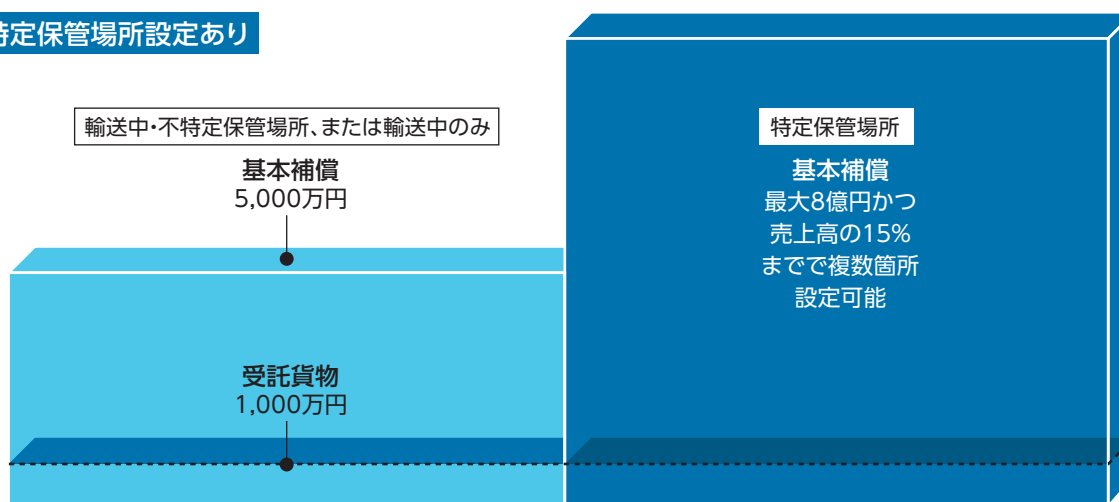 特定保管場所設定あり
輸送中・不特定保管場所、または輸送中のみ
基本補償
5,000万円
受託貨物
1,000万円
特定保管場所
基本補償
最大8億円かつ
売上高の15%
までで複数箇所
設定可能